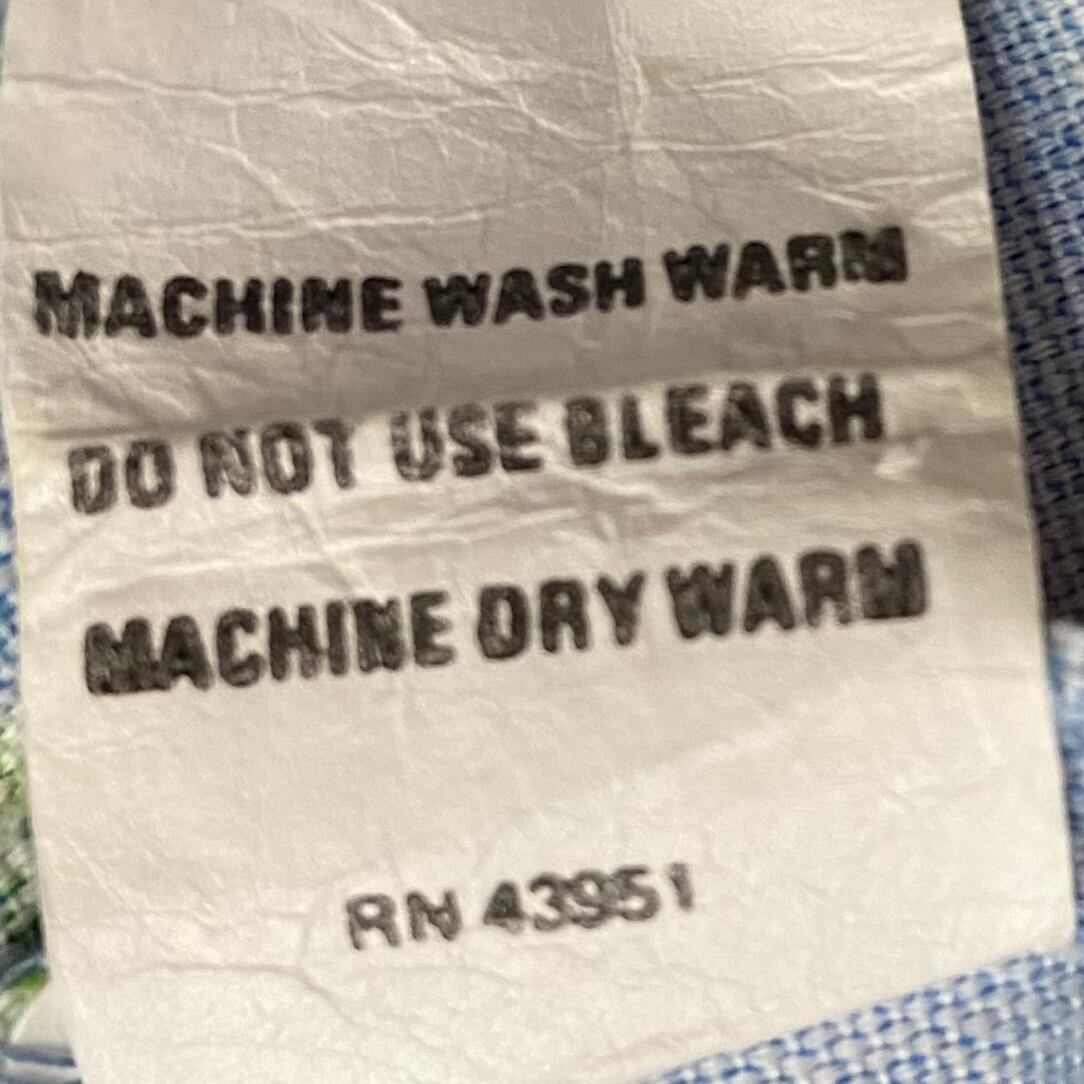 MACHINE WASH WARM
DO NOT USE BLEACH
MACHINE DRY WARM
RN 43951